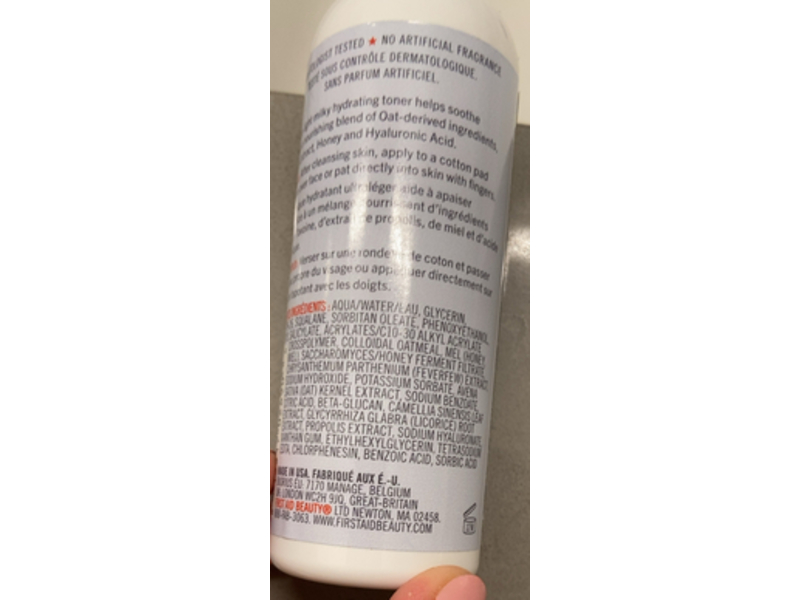 TESTED ★ NO ARTIFICIAL FRAGRANCE
SOUS CONTRÔLE DERMATOLOGIQUE.
SANS PARFUM ARTIFICIEL.
milky hydrating toner helps soothe
blend of Oat-derived ingredients,
Honey and Hyaluronic Acid.
cleansing skin, apply to a cotton pad
face or pat directly into skin with fingers.
hydratant ultraléger aide à apaiser
à un mélange nourrissant d'ingrédients
d'extrait de propolis, de miel et d'acide
Verser sur une rondelle de coton et passer
du visage ou appliquer directement sur
avec les doigts.
INGRÉDIENTS: AQUA/WATER/EAU, GLYCERIN,
SQUALANE, SORBITAN OLEATE, PHENOXYETHANOL,
ACRYLATES/C10-30 ALKYL ACRYLATE
COLLOIDAL OATMEAL, MEL (HONEY
SACCHAROMYCES/HONEY FERMENT FILTRATE,
CHRYSANTHEMUM PARTHENIUM (FEVERFEW) EXTRACT
SODIUM HYDROXIDE, POTASSIUM SORBATE, AVENA
SATIVA (OAT) KERNEL EXTRACT, SODIUM BENZOATE,
CITRIC ACID, BETA-GLUCAN, CAMELLIA SINENSIS LEAF
EXTRACT, GLYCYRRHIZA GLABRA (LICORICE) ROOT
EXTRACT, PROPOLIS EXTRACT, SODIUM HYALURONATE,
XANTHAN GUM, ETHYLHEXYLGLYCERIN, TETRASODIUM
CHLORPHENESIN, BENZOIC ACID, SORBIC ACID
MADE IN USA. FABRIQUÉ AUX É.-U.
EU: 7170 MANAGE, BELGIUM
LONDON WC2H 9JQ, GREAT-BRITAIN
FIRST AID BEAUTY® LTD NEWTON, MA 02458.
WWW.FIRSTAIDBEAUTY.COM